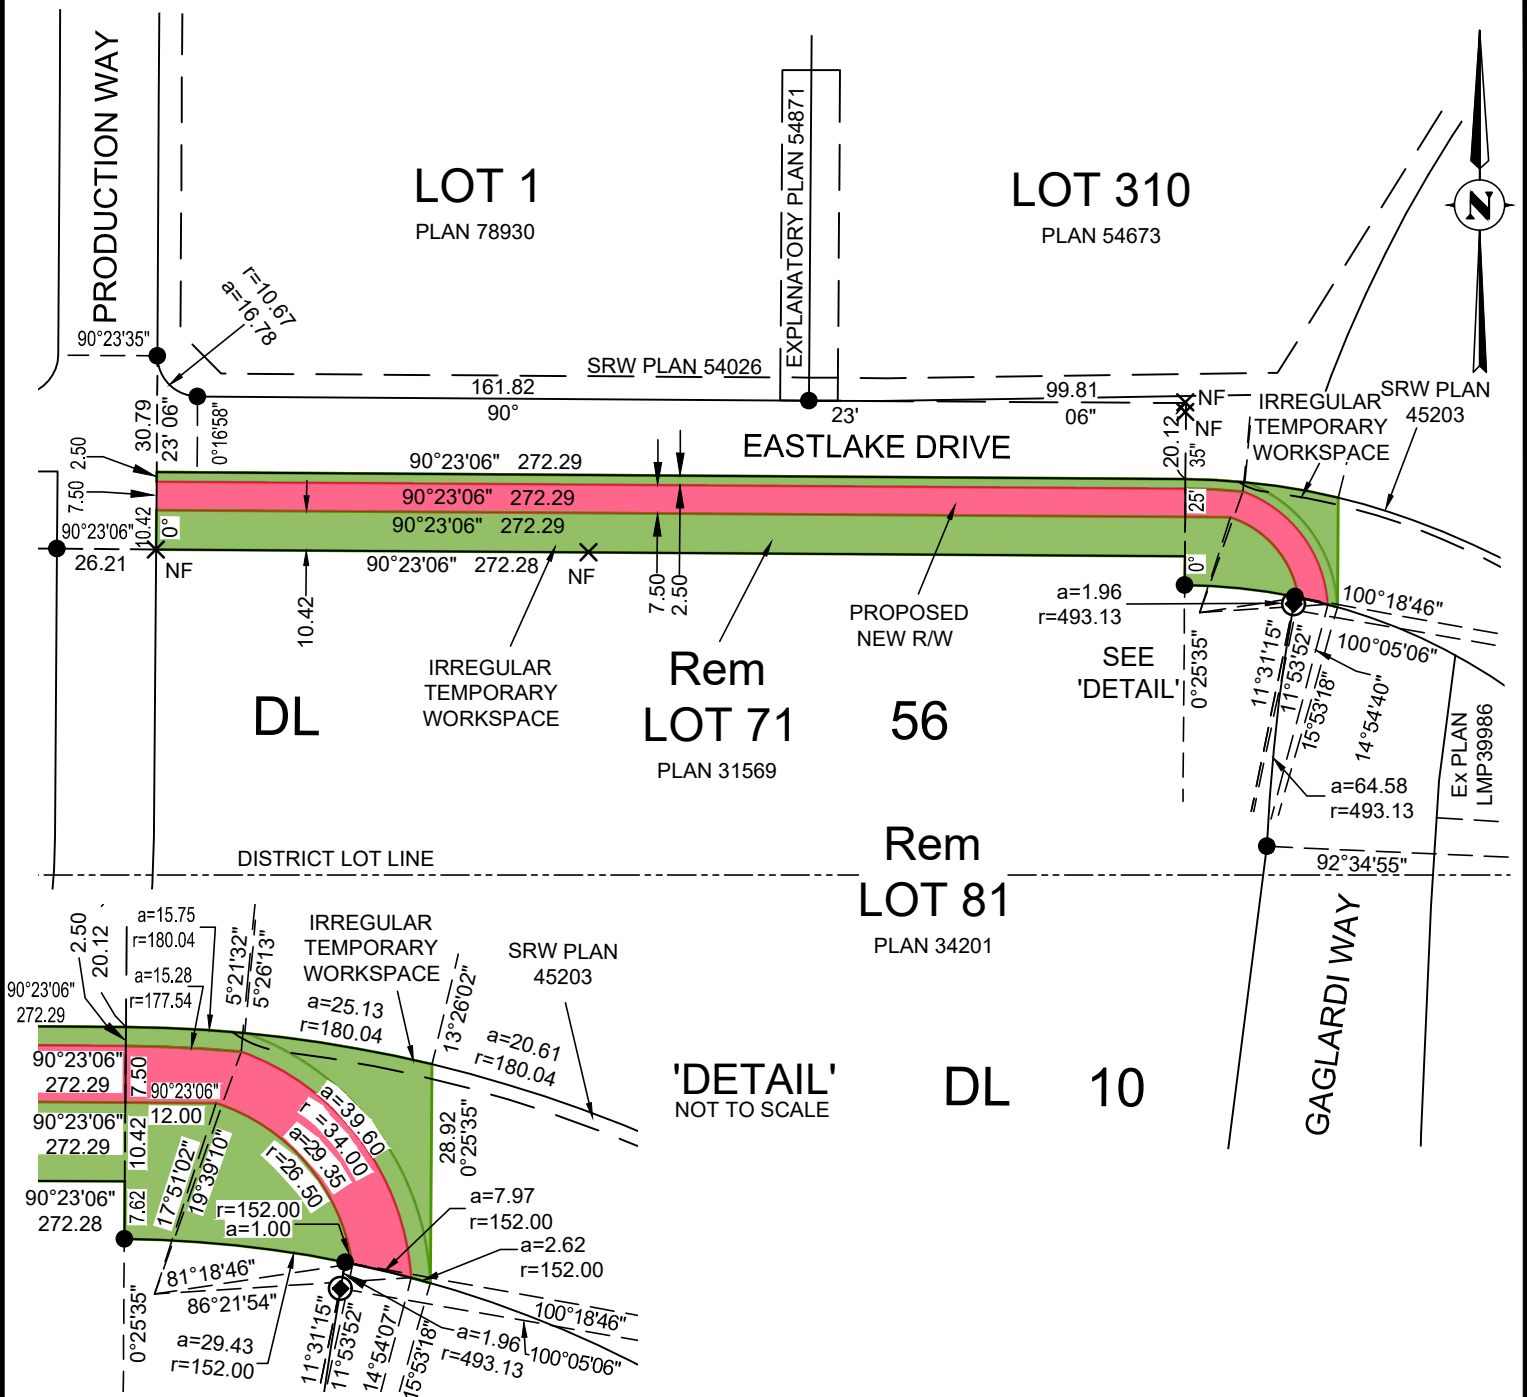 PRODUCTION WAY
LOT 1
PLAN 78930
EXPLANATORY PLAN 54871
LOT 310
PLAN 54673
N
r=10.67
a=16.78
90°23'35"
SRW PLAN 54026
161.82
90°
23'
99.81
06"
NF
NF
IRREGULAR
TEMPORARY
WORKSPACE
SRW PLAN
45203
30.79
23' 06"
0°16'58"
EASTLAKE DRIVE
20.12
35"
2.50
7.50
90°23'06" 272.29
90°23'06" 272.29
90°23'06" 272.29
90°23'06" 272.28
25'
0°
90°23'06"
26.21
10.42
0°
NF
NF
10.42
7.50
2.50
IRREGULAR
TEMPORARY
WORKSPACE
PROPOSED
NEW R/W
a=1.96
r=493.13
SEE
'DETAIL'
0°25'35"
100°18'46"
100°05'06"
11°31'15"
11°53'52"
15°53'18"
14°54'40"
DL
Rem
LOT 71
PLAN 31569
56
Ex PLAN
LMP39986
a=64.58
r=493.13
92°34'55"
DISTRICT LOT LINE
Rem
LOT 81
PLAN 34201
GAGLARDI WAY
'DETAIL'
NOT TO SCALE
DL
10
2.50
20.12
a=15.75
r=180.04
a=15.28
r=177.54
5°21'32"
5°26'13"
IRREGULAR
TEMPORARY
WORKSPACE
a=25.13
r=180.04
13°26'02"
SRW PLAN
45203
a=20.61
r=180.04
90°23'06"
272.29
90°23'06"
272.29
7.50
90°23'06"
12.00
90°23'06"
272.29
10.42
90°23'06"
272.28
7.62
17°51'02"
19°39'10"
a=39.60
r =34.00
a=29.35
r=26.50
28.92
0°25'35"
r=152.00
a=1.00
a=7.97
r=152.00
a=2.62
r=152.00
81°18'46"
86°21'54"
0°25'35"
a=29.43
r=152.00
11°31'15"
11°53'52"
14°54'07"
15°53'18"
a=1.96
r=493.13
100°18'46"
100°05'06"